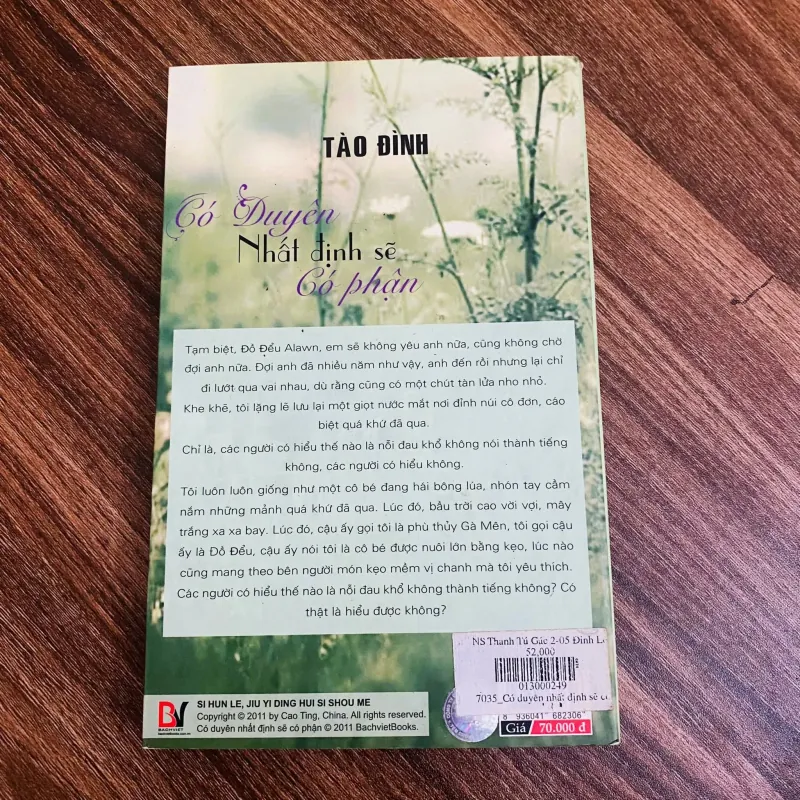 TÀO ĐÌNH
Có Duyên
Nhất định sẽ
Có phận
Tạm biệt, Đồ Đểu Alawn, em sẽ không yêu anh nữa, cũng không chờ
đợi anh nữa. Đợi anh đã nhiều năm như vậy, anh đến rồi nhưng lại chỉ
đi lướt qua vai nhau, dù rằng cũng có một chút tàn lửa nho nhỏ.
Khe khẽ, tôi lặng lẽ lưu lại một giọt nước mắt nơi đỉnh núi cô đơn, cáo
biệt quá khứ đã qua.
Chỉ là, các người có hiểu thế nào là nỗi đau khổ không nói thành tiếng
không, các người có hiểu không.
Tôi luôn luôn giống như một cô bé đang hái bông lúa, nhón tay cầm
nắm những mảnh quá khứ đã qua. Lúc đó, bầu trời cao vời vợi, mây
trắng xa xa bay. Lúc đó, cậu ấy gọi tôi là phù thủy Gà Mên, tôi gọi cậu
ấy là Đồ Đểu, cậu ấy nói tôi là cô bé được nuôi lớn bằng kẹo, lúc nào
cũng mang theo bên người món kẹo mềm vị chanh mà tôi yêu thích.
Các người có hiểu thế nào là nỗi đau khổ không thành tiếng không? Có
thật là hiểu được không?
NS Thanh Tú Gác 2-05 Đinh Lễ
52,000
013000249
7035_Có duyên nhất định sẽ có
BV
BACHVIET
bachvietbooks.com.vn
SI HUN LE, JIU YI DING HUI SI SHOU ME
Copyright © 2011 by Cao Ting, China. All rights reserved.
Có duyên nhất định sẽ có phận © 2011 BachvietBooks.
8 936041 682306
Giá 70.000 đ